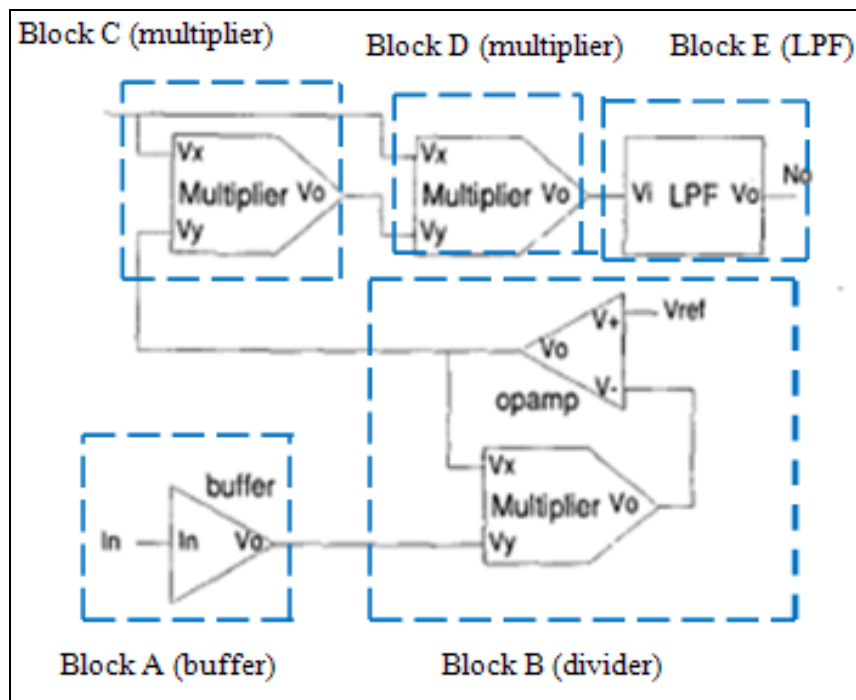 Block C (multiplier)
Block D (multiplier)
Block E (LPF)
Vx
Multiplier Vo
Vy
Vx
Multiplier Vo
Vy
Vi LPF Vo
No
V+
Vref
Vo
V-
opamp
buffer
In
In
Vo
Vx
Multiplier Vo
Vy
Block A (buffer)
Block B (divider)